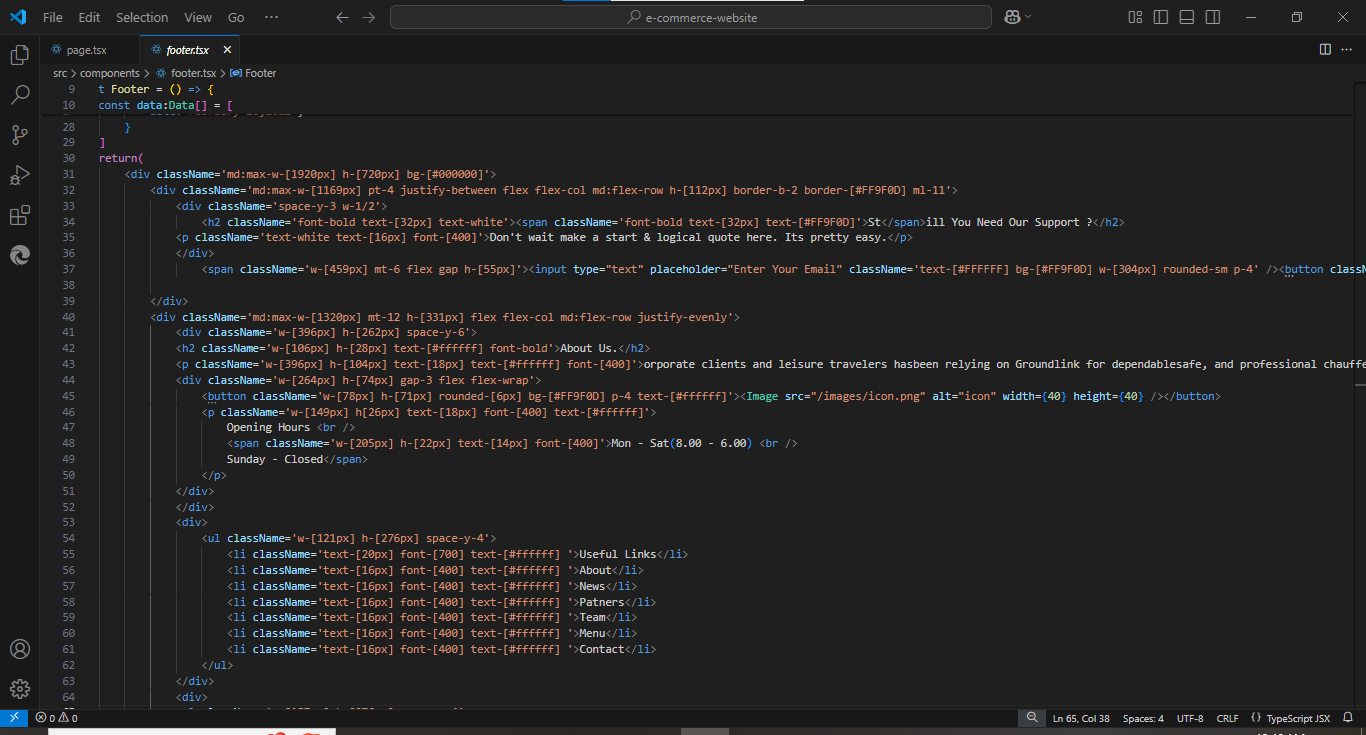 File Edit Selection View Go ··· e-commerce-website
page.tsx footer.tsx
src > components > footer.tsx > Footer
9 t Footer = () => {
10 const data:Data[] = [
28 }
29 ]
30 return(
31 <div className='md:max-w-[1920px] h-[720px] bg-[#000000]'>
32 <div className='md:max-w-[1169px] pt-4 justify-between flex flex-col md:flex-row h-[112px] border-b-2 border-[#FF9F0D] ml-11'>
33 <div className='space-y-3 w-1/2'>
34 <h2 className='font-bold text-[32px] text-white'><span className='font-bold text-[32px] text-[#FF9F0D]'>St</span>ill You Need Our Support ?</h2>
35 <p className='text-white text-[16px] font-[400]'>Don't wait make a start & logical quote here. Its pretty easy.</p>
36 </div>
37 <span className='w-[459px] mt-6 flex gap h-[55px]'><input type="text" placeholder="Enter Your Email" className='text-[#FFFFFF] bg-[#FF9F0D] w-[304px] rounded-sm p-4' /><button classN
38
39 </div>
40 <div className='md:max-w-[1320px] mt-12 h-[331px] flex flex-col md:flex-row justify-evenly'>
41 <div className='w-[396px] h-[262px] space-y-6'>
42 <h2 className='w-[106px] h-[28px] text-[#ffffff] font-bold'>About Us.</h2>
43 <p className='w-[396px] h-[104px] text-[18px] text-[#ffffff] font-[400]'>orporate clients and leisure travelers hasbeen relying on Groundlink for dependablesafe, and professional chauffe
44 <div className='w-[264px] h-[74px] gap-3 flex flex-wrap'>
45 <button className='w-[78px] h-[71px] rounded-[6px] bg-[#FF9F0D] p-4 text-[#ffffff]'><Image src="/images/icon.png" alt="icon" width={40} height={40} /></button>
46 <p className='w-[149px] h[26px] text-[18px] font-[400] text-[#ffffff]'>
47 Opening Hours <br />
48 <span className='w-[205px] h-[22px] text-[14px] font-[400]'>Mon - Sat(8.00 - 6.00) <br />
49 Sunday - Closed</span>
50 </p>
51 </div>
52 </div>
53 <div>
54 <ul className='w-[121px] h-[276px] space-y-4'>
55 <li className='text-[20px] font-[700] text-[#ffffff] '>Useful Links</li>
56 <li className='text-[16px] font-[400] text-[#ffffff] '>About</li>
57 <li className='text-[16px] font-[400] text-[#ffffff] '>News</li>
58 <li className='text-[16px] font-[400] text-[#ffffff] '>Patners</li>
59 <li className='text-[16px] font-[400] text-[#ffffff] '>Team</li>
60 <li className='text-[16px] font-[400] text-[#ffffff] '>Menu</li>
61 <li className='text-[16px] font-[400] text-[#ffffff] '>Contact</li>
62 </ul>
63 </div>
64 <div>
0 0 Ln 65, Col 38 Spaces: 4 UTF-8 CRLF {} TypeScript JSX